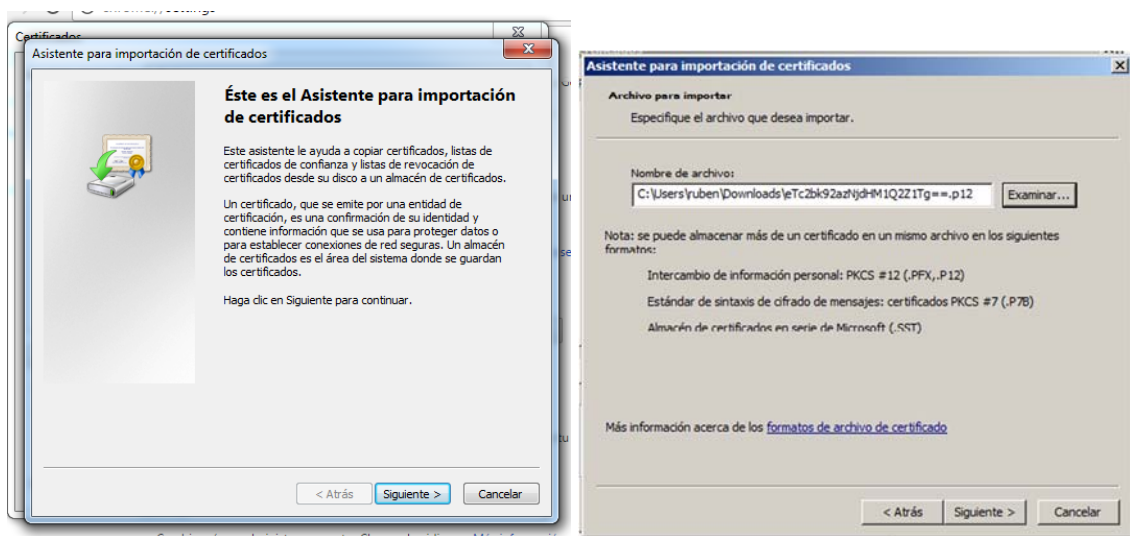 Certificados
Asistente para importación de certificados
Éste es el Asistente para importación
de certificados
Este asistente le ayuda a copiar certificados, listas de
certificados de confianza y listas de revocación de
certificados desde su disco a un almacén de certificados.
Un certificado, que se emite por una entidad de
certificación, es una confirmación de su identidad y
contiene información que se usa para proteger datos o
para establecer conexiones de red seguras. Un almacén
de certificados es el área del sistema donde se guardan
los certificados.
Haga clic en Siguiente para continuar.
< Atrás Siguiente > Cancelar
Asistente para importación de certificados
Archivo para importar
Especifique el archivo que desea importar.
Nombre de archivo:
C:\Users\ruben\Downloads\eTc2bk92azNjdHM1Q2Z1Tg==.p12 Examinar...
Nota: se puede almacenar más de un certificado en un mismo archivo en los siguientes
formatos:
Intercambio de información personal: PKCS #12 (.PFX,.P12)
Estándar de sintaxis de cifrado de mensajes: certificados PKCS #7 (.P7B)
Almacén de certificados en serie de Microsoft (.SST)
Más información acerca de los formatos de archivo de certificado
< Atrás Siguiente > Cancelar